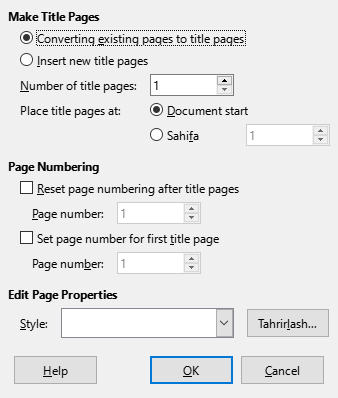 Make Title Pages
Converting existing pages to title pages
Insert new title pages
Number of title pages: 1
Place title pages at: Document start
Sahifa 1
Page Numbering
Reset page numbering after title pages
Page number: 1
Set page number for first title page
Page number: 1
Edit Page Properties
Style: Tahrirlash...
Help OK Cancel